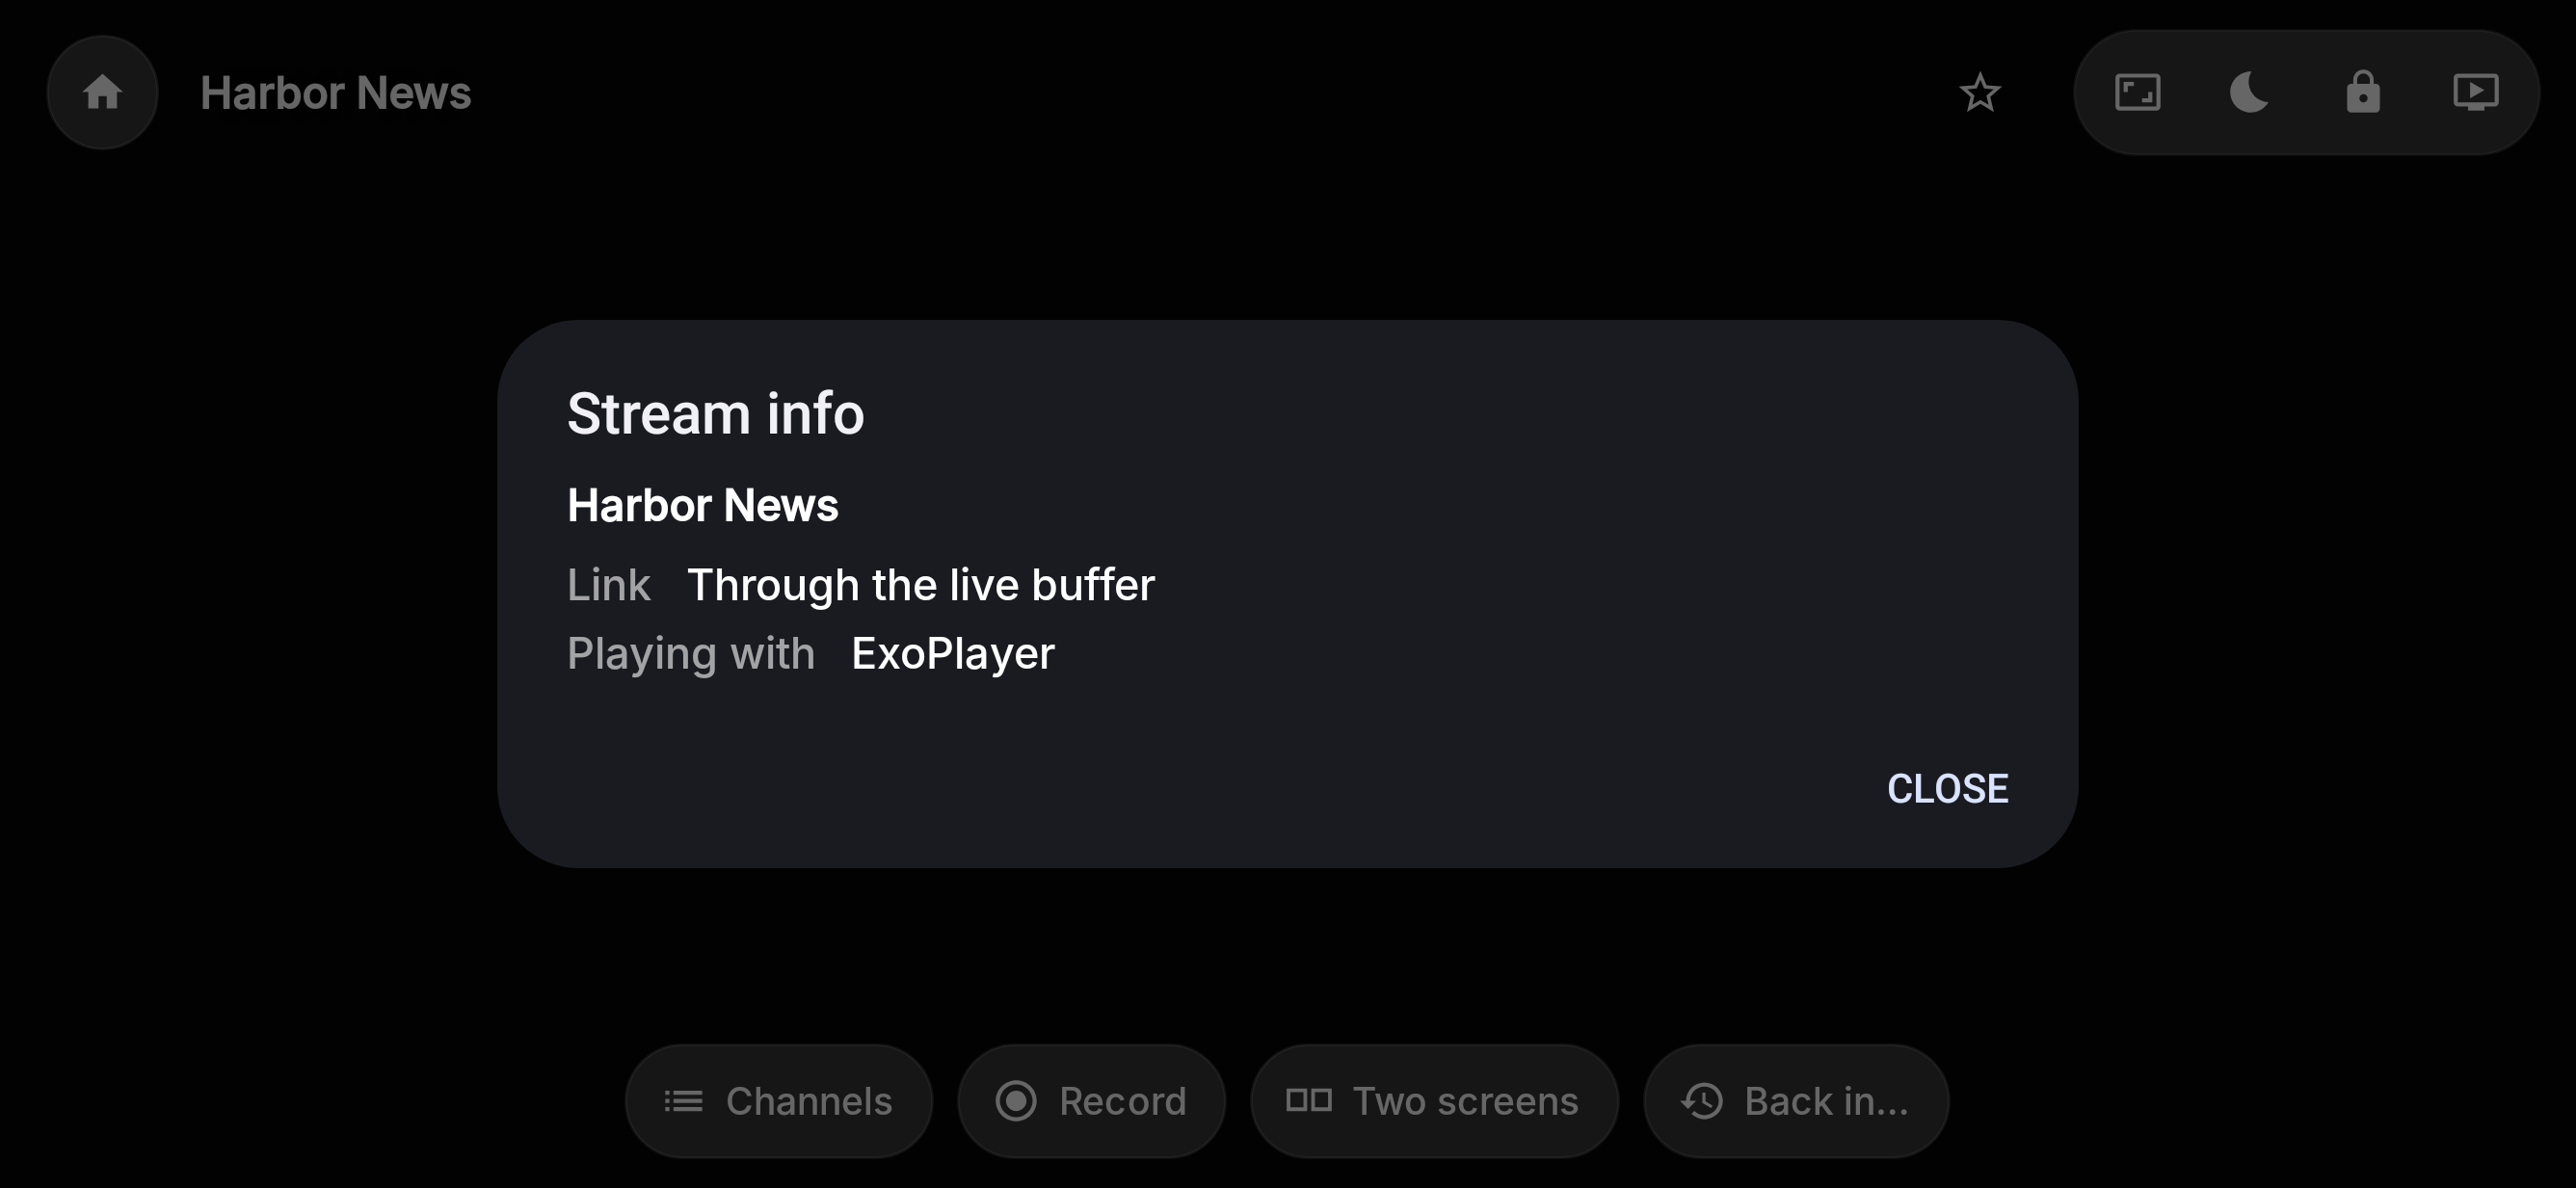 Harbor News
Stream info
Harbor News
Link Through the live buffer
Playing with ExoPlayer
CLOSE
Channels
Record
Two screens
Back in...